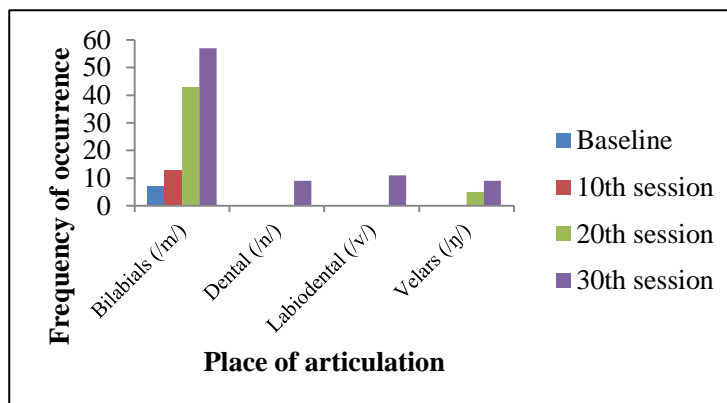 Frequency of occurrence
60
50
40
30
20
10
0
Bilabials (/m/)
Dental (/n/)
Labiodental (/v/)
Velars (/ŋ/)
Place of articulation
Baseline
10th session
20th session
30th session